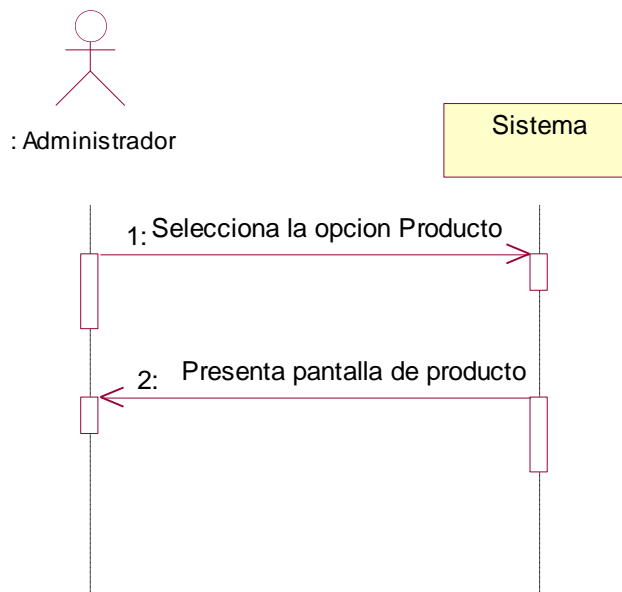 : Administrador
Sistema
1: Selecciona la opcion Producto
2: Presenta pantalla de producto